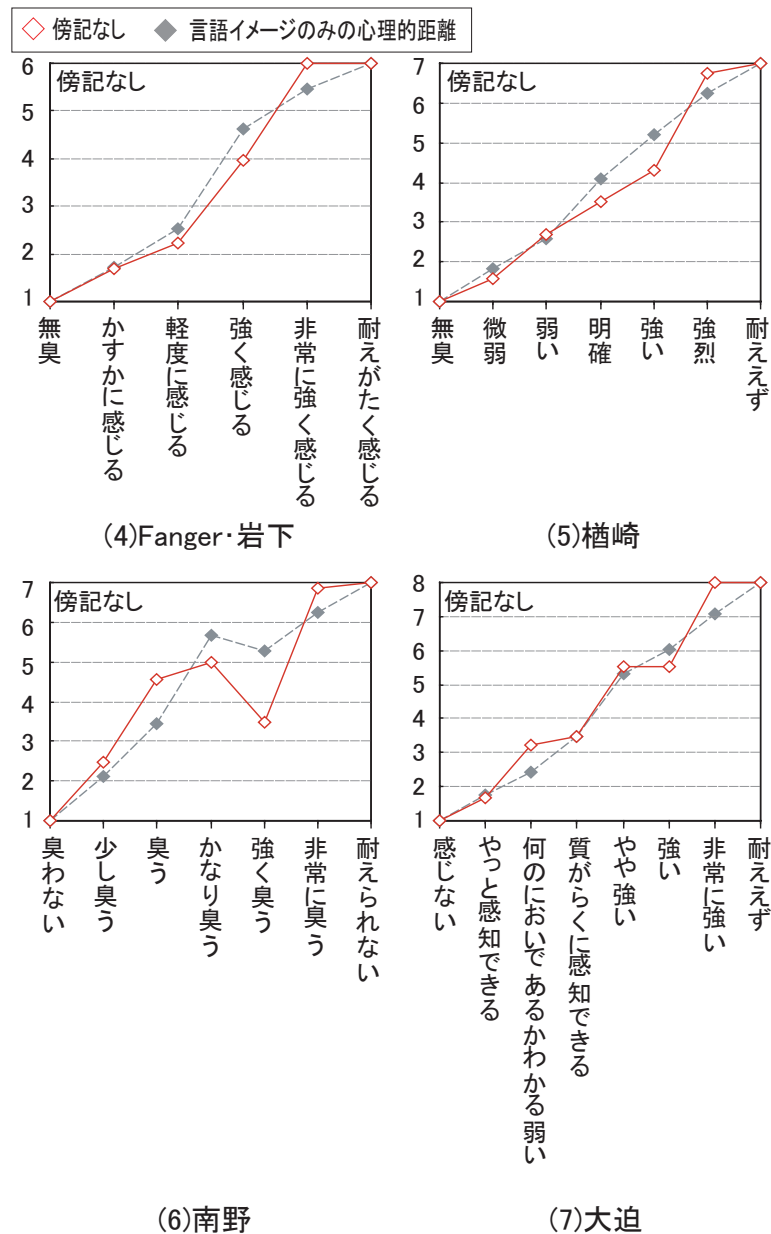 傍記なし 言語イメージのみの心理的距離
傍記なし
6
5
4
3
2
1
無臭
かすかに感じる
軽度に感じる
強く感じる
非常に強く感じる
耐えがたく感じる
(4)Fanger･岩下
傍記なし
7
6
5
4
3
2
1
無臭
微弱
弱い
明確
強い
強烈
耐ええず
(5)楢崎
傍記なし
7
6
5
4
3
2
1
臭わない
少し臭う
臭う
かなり臭う
強く臭う
非常に臭う
耐えられない
(6)南野
傍記なし
8
7
6
5
4
3
2
1
感じない
やっと感知できる
何のにおいであるかわかる弱い
質がらくに感知できる
やや強い
強い
非常に強い
耐ええず
(7)大迫